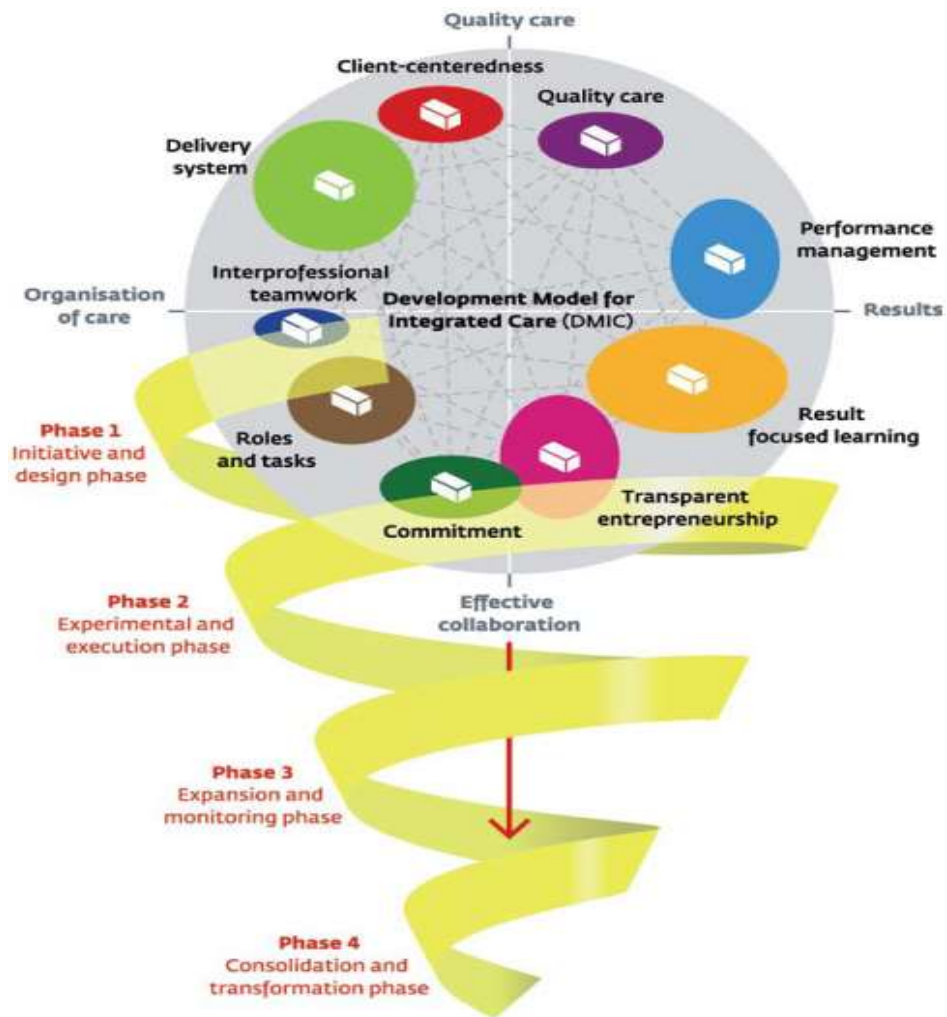 Quality care
Client-centeredness
Quality care
Delivery
system
Performance
management
Interprofessional
teamwork
Organisation
of care
Development Model for
Integrated Care (DMIC)
Results
Phase 1
Initiative and
design phase
Roles
and tasks
Result
focused learning
Commitment
Transparent
entrepreneurship
Phase 2
Experimental and
execution phase
Effective
collaboration
Phase 3
Expansion and
monitoring phase
Phase 4
Consolidation and
transformation phase